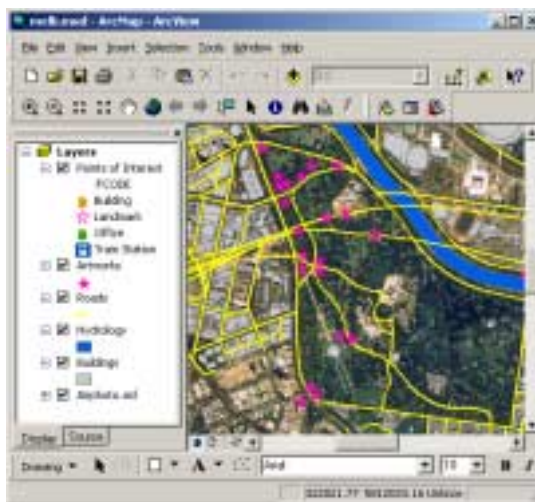 ArcMap - ArcView
File Edit View Insert Selection Tools Window Help
Layers
Points of Interest
FCODE
Building
Landmark
Office
Train Station
Artworks
Roads
Hydrology
Buildings
Display Source
Drawing
A
Arial
10
B I